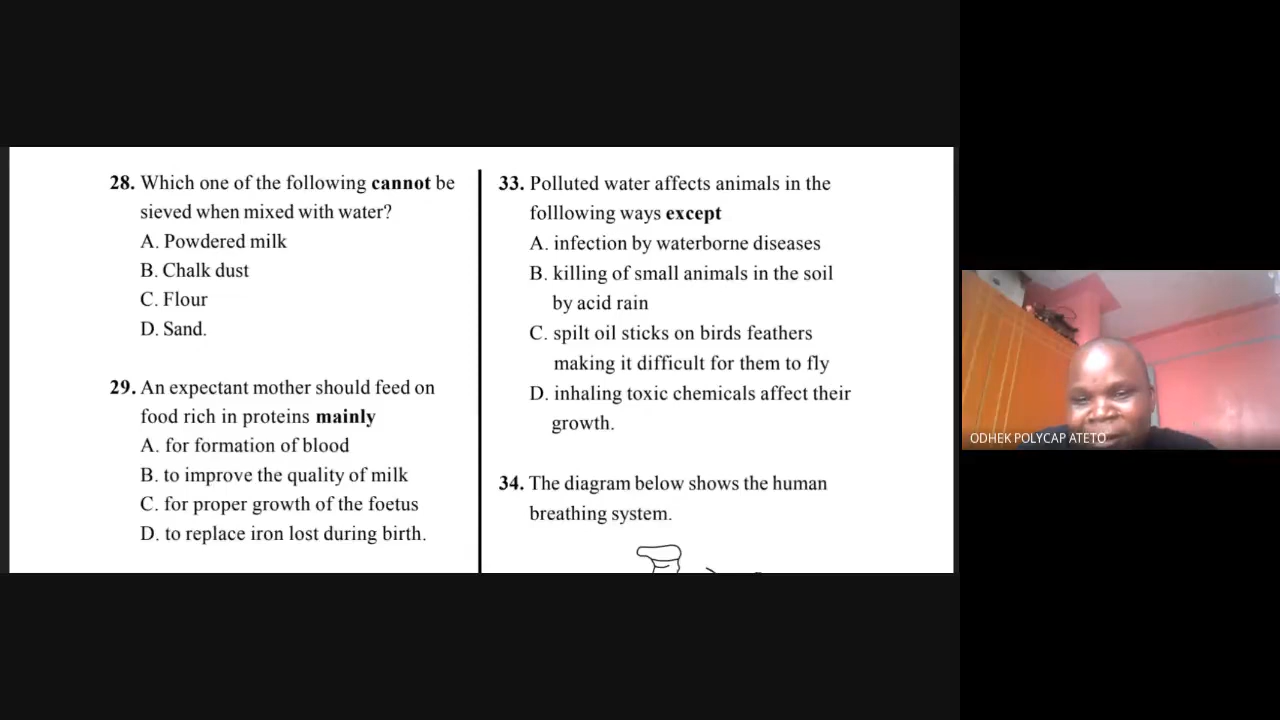 28. Which one of the following cannot be
sieved when mixed with water?
A. Powdered milk
B. Chalk dust
C. Flour
D. Sand.
29. An expectant mother should feed on
food rich in proteins mainly
A. for formation of blood
B. to improve the quality of milk
C. for proper growth of the foetus
D. to replace iron lost during birth.
33. Polluted water affects animals in the
folllowing ways except
A. infection by waterborne diseases
B. killing of small animals in the soil
by acid rain
C. spilt oil sticks on birds feathers
making it difficult for them to fly
D. inhaling toxic chemicals affect their
growth.
34. The diagram below shows the human
breathing system.
ODHEK POLYCAP ATETO